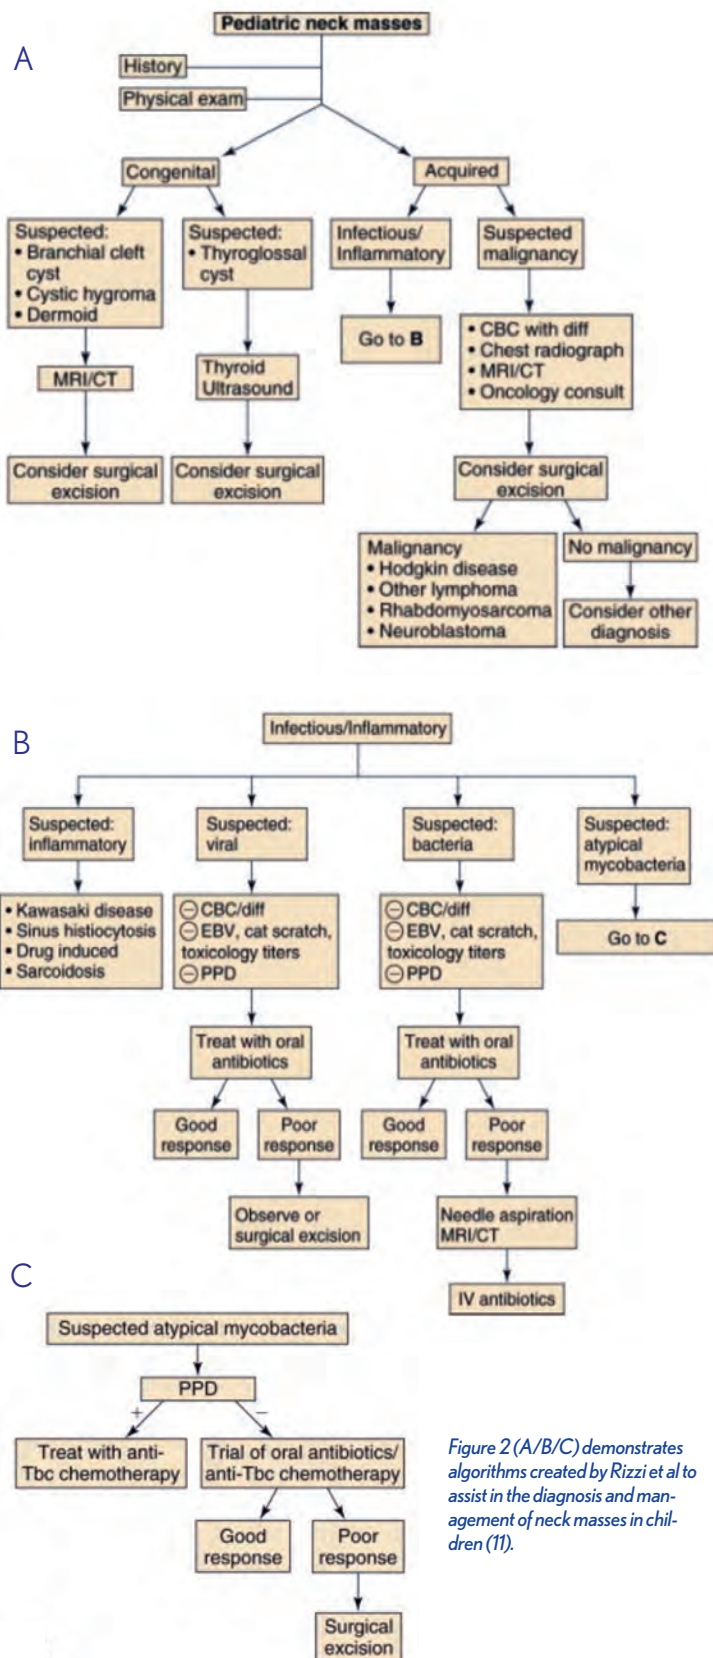 Pediatric neck masses
A
History
Physical exam
Congenital
Acquired
Suspected:
• Branchial cleft
cyst
• Cystic hygroma
• Dermoid
Suspected:
• Thyroglossal
cyst
Infectious/
Inflammatory
Suspected
malignancy
Go to B
• CBC with diff
• Chest radiograph
• MRI/CT
• Oncology consult
MRI/CT
Thyroid
Ultrasound
Consider surgical
excision
Consider surgical
excision
Consider surgical
excision
Malignancy
• Hodgkin disease
• Other lymphoma
• Rhabdomyosarcoma
• Neuroblastoma
No malignancy
Consider other
diagnosis
B
Infectious/Inflammatory
Suspected:
inflammatory
Suspected:
viral
Suspected:
bacteria
Suspected:
atypical
mycobacteria
• Kawasaki disease
• Sinus histiocytosis
• Drug induced
• Sarcoidosis
⊖ CBC/diff
⊖ EBV, cat scratch,
toxicology titers
⊖ PPD
⊖ CBC/diff
⊖ EBV, cat scratch,
toxicology titers
⊖ PPD
Go to C
Treat with oral
antibiotics
Treat with oral
antibiotics
Good
response
Poor
response
Good
response
Poor
response
Observe or
surgical excision
Needle aspiration
MRI/CT
IV antibiotics
C
Suspected atypical mycobacteria
PPD
+
−
Treat with anti-
Tbc chemotherapy
Trial of oral antibiotics/
anti-Tbc chemotherapy
Good
response
Poor
response
Surgical
excision
Figure 2 (A/B/C) demonstrates
algorithms created by Rizzi et al to
assist in the diagnosis and man-
agement of neck masses in chil-
dren (11).